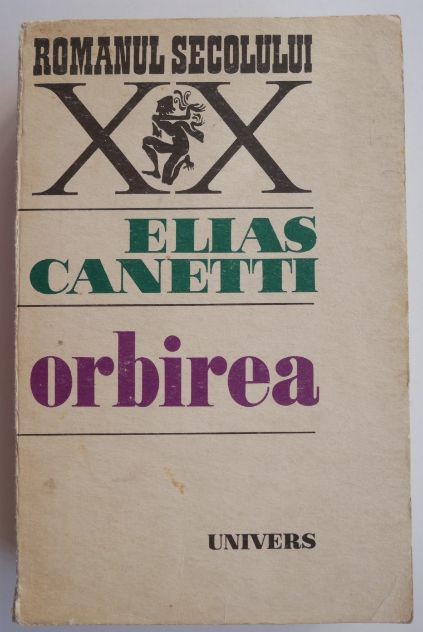 ROMANUL SECOLULUI
XX
ELIAS
CANETTI
orbirea
UNIVERS